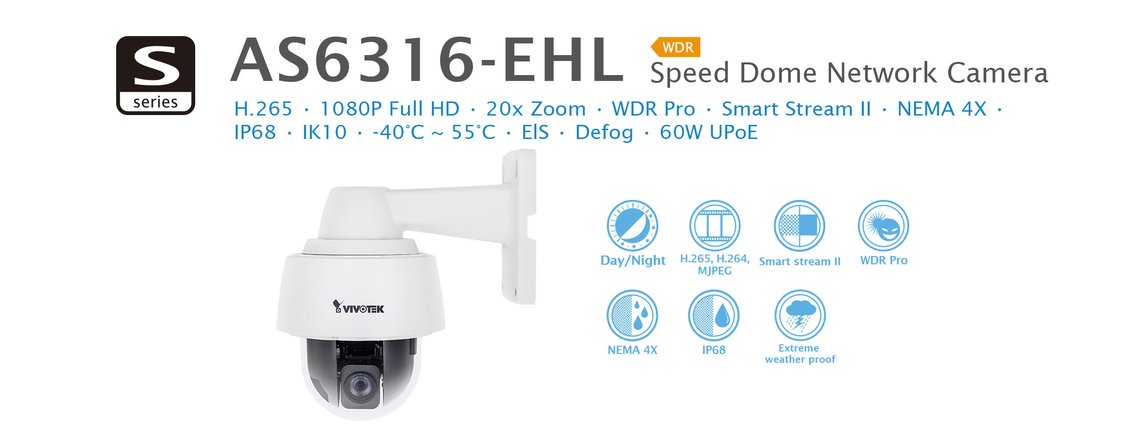 S
series
AS6316-EHL
WDR
Speed Dome Network Camera
H.265 · 1080P Full HD · 20x Zoom · WDR Pro · Smart Stream II · NEMA 4X ·
IP68 · IK10 · -40°C ~ 55°C · EIS · Defog · 60W UPoE
VIVOTEK
Day/Night
H.265, H.264,
MJPEG
Smart stream II
WDR Pro
NEMA 4X
IP68
Extreme
weather proof